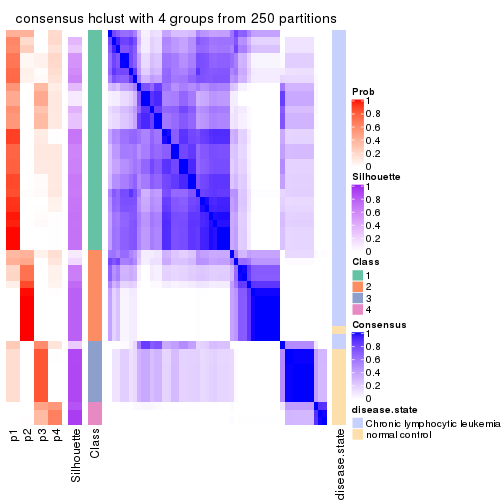 consensus hclust with 4 groups from 250 partitions
Prob
1
0.8
0.6
0.4
0.2
0
Silhouette
1
0.8
0.6
0.4
0.2
0
Class
1
2
3
4
Consensus
1
0.8
0.6
0.4
0.2
0
disease.state
Chronic lymphocytic leukemia
normal control
p1
p2
p3
p4
Silhouette
Class
disease.state